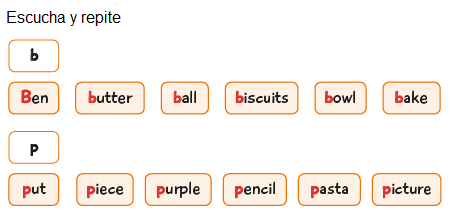 Escucha y repite
b
Ben butter ball biscuits bowl bake
p
put piece purple pencil pasta picture